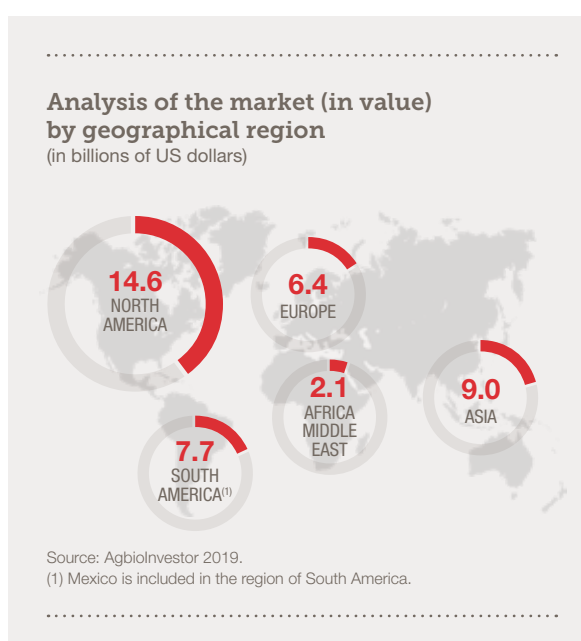 Analysis of the market (in value)
by geographical region
(in billions of US dollars)
14.6
NORTH
AMERICA
6.4
EUROPE
2.1
AFRICA
MIDDLE
EAST
9.0
ASIA
7.7
SOUTH
AMERICA(1)
Source: AgbioInvestor 2019.
(1) Mexico is included in the region of South America.